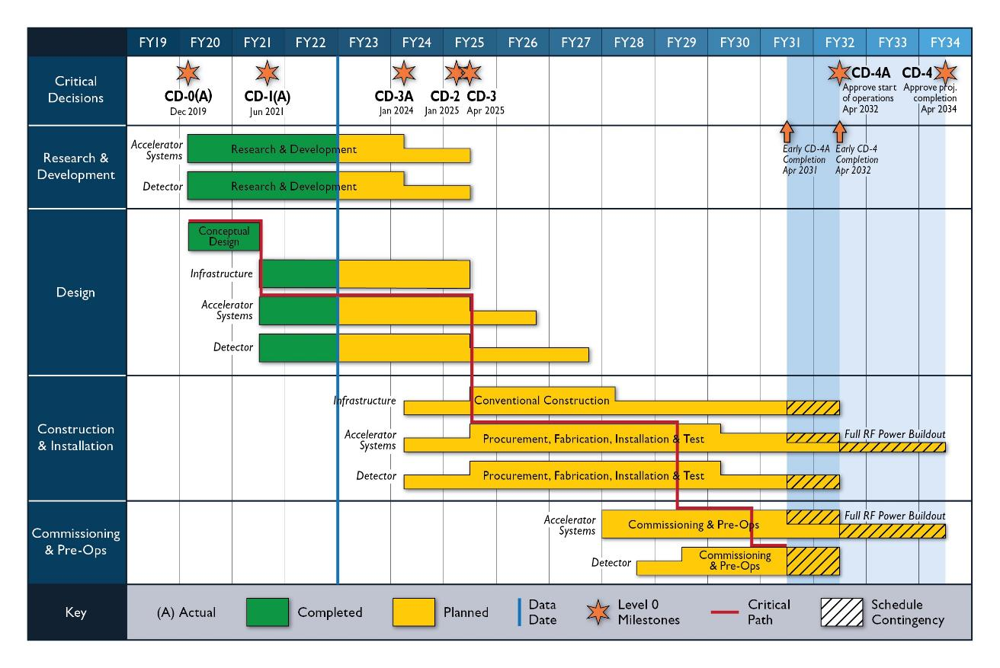 FY19 FY20 FY21 FY22 FY23 FY24 FY25 FY26 FY27 FY28 FY29 FY30 FY31 FY32 FY33 FY34
Critical
Decisions
CD-0(A)
Dec 2019
CD-1(A)
Jun 2021
CD-3A
Jan 2024
CD-2
Jan 2025
CD-3
Apr 2025
CD-4A
Approve start
of operations
Apr 2032
CD-4
Approve proj.
completion
Apr 2034
Research &
Development
Accelerator
Systems
Research & Development
Detector
Research & Development
Early CD-4A
Completion
Apr 2031
Early CD-4
Completion
Apr 2032
Design
Conceptual
Design
Infrastructure
Accelerator
Systems
Detector
Construction
& Installation
Infrastructure
Conventional Construction
Accelerator
Systems
Procurement, Fabrication, Installation & Test
Full RF Power Buildout
Detector
Procurement, Fabrication, Installation & Test
Commissioning
& Pre-Ops
Accelerator
Systems
Commissioning & Pre-Ops
Full RF Power Buildout
Detector
Commissioning
& Pre-Ops
Key
(A) Actual
Completed
Planned
Data
Date
Level 0
Milestones
Critical
Path
Schedule
Contingency